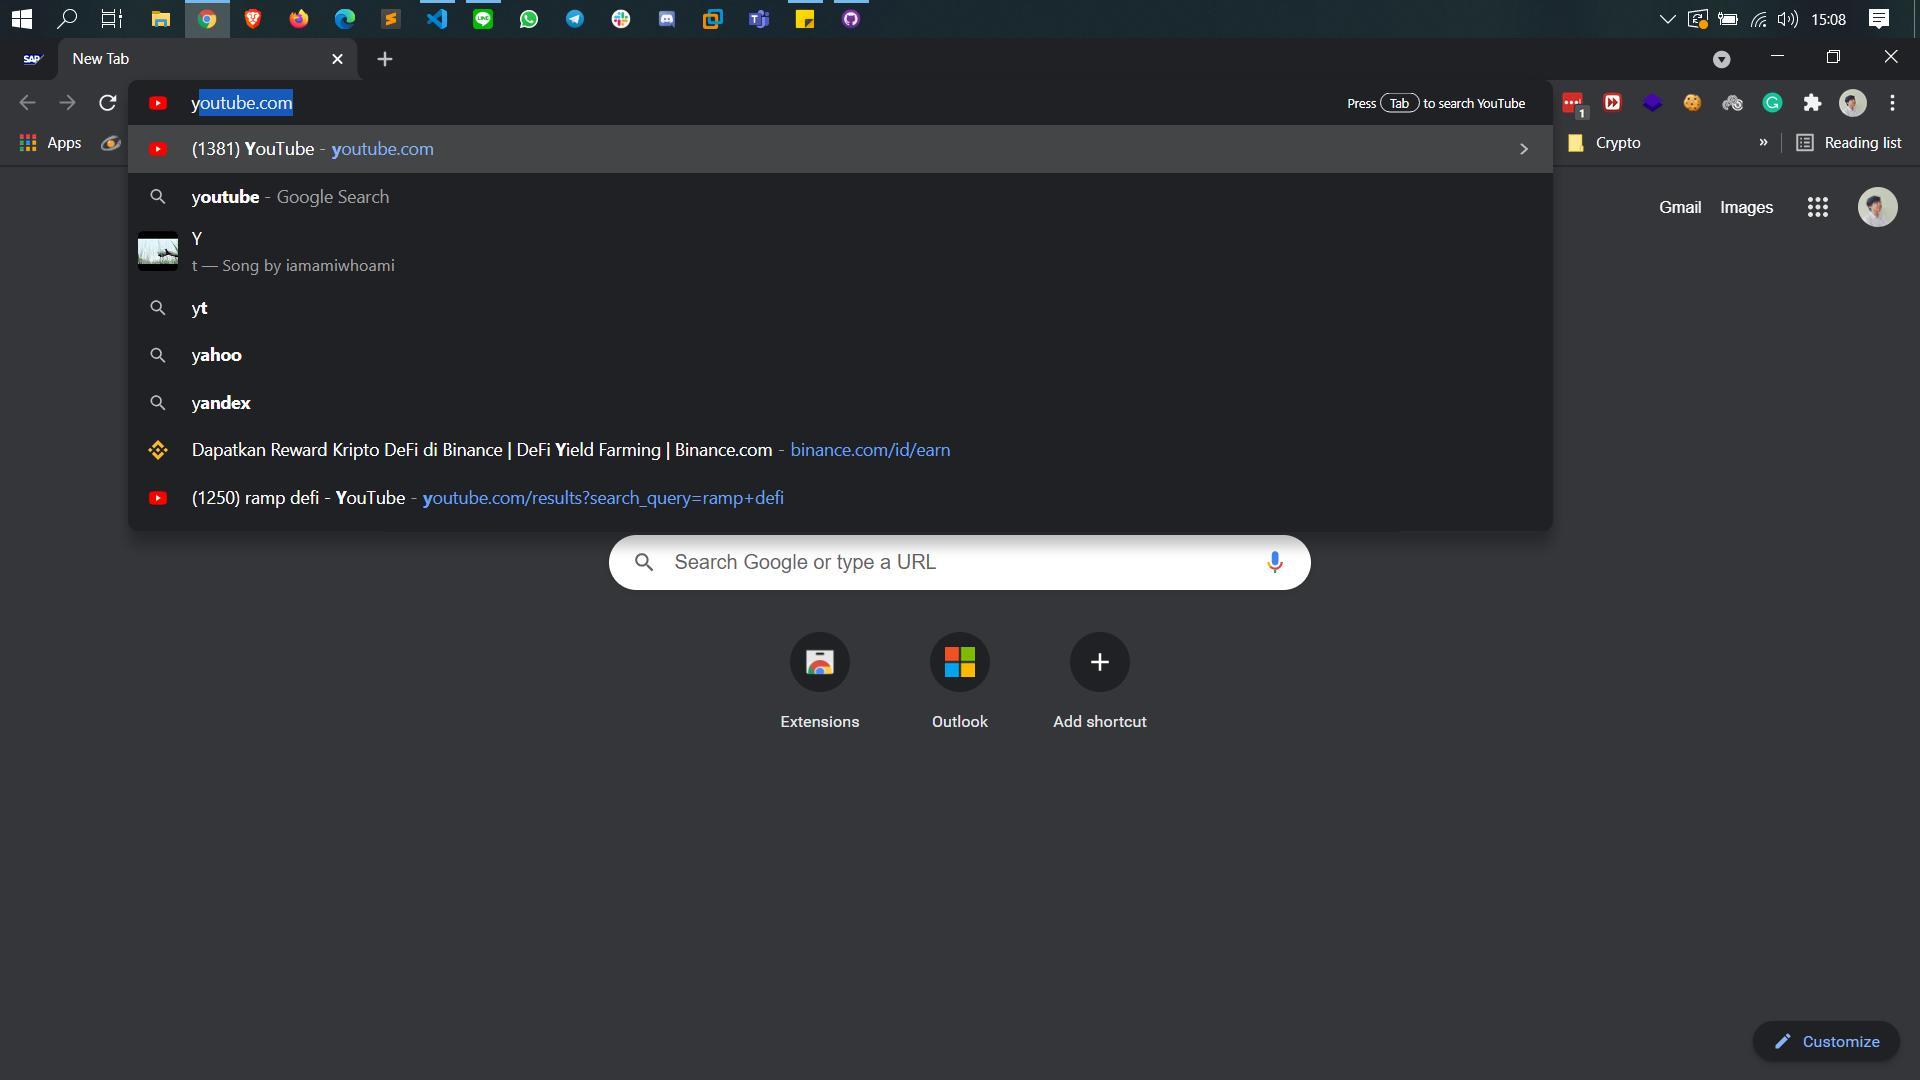 15:08
SAP
New Tab
youtube.com
Press Tab to search YouTube
1
Apps
Crypto
»
Reading list
(1381) YouTube - youtube.com
youtube - Google Search
Y
t — Song by iamamiwhoami
yt
yahoo
yandex
Dapatkan Reward Kripto DeFi di Binance | DeFi Yield Farming | Binance.com - binance.com/id/earn
(1250) ramp defi - YouTube - youtube.com/results?search_query=ramp+defi
Gmail
Images
Search Google or type a URL
Extensions
Outlook
Add shortcut
Customize